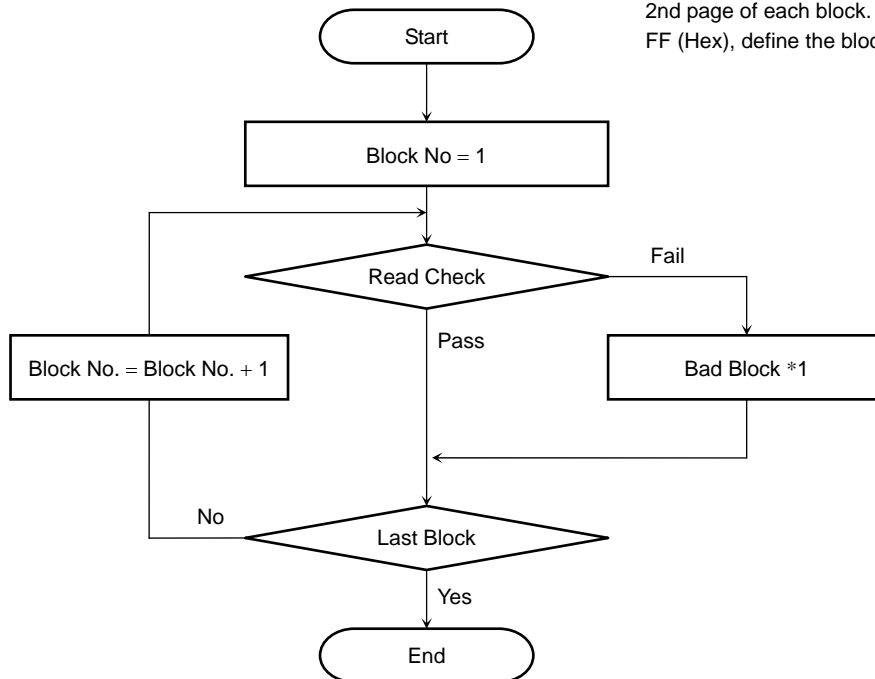 2nd page of each block.
FF (Hex), define the bloc
Start
Block No = 1
Read Check
Fail
Pass
Block No. = Block No. + 1
Bad Block *1
No
Last Block
Yes
End